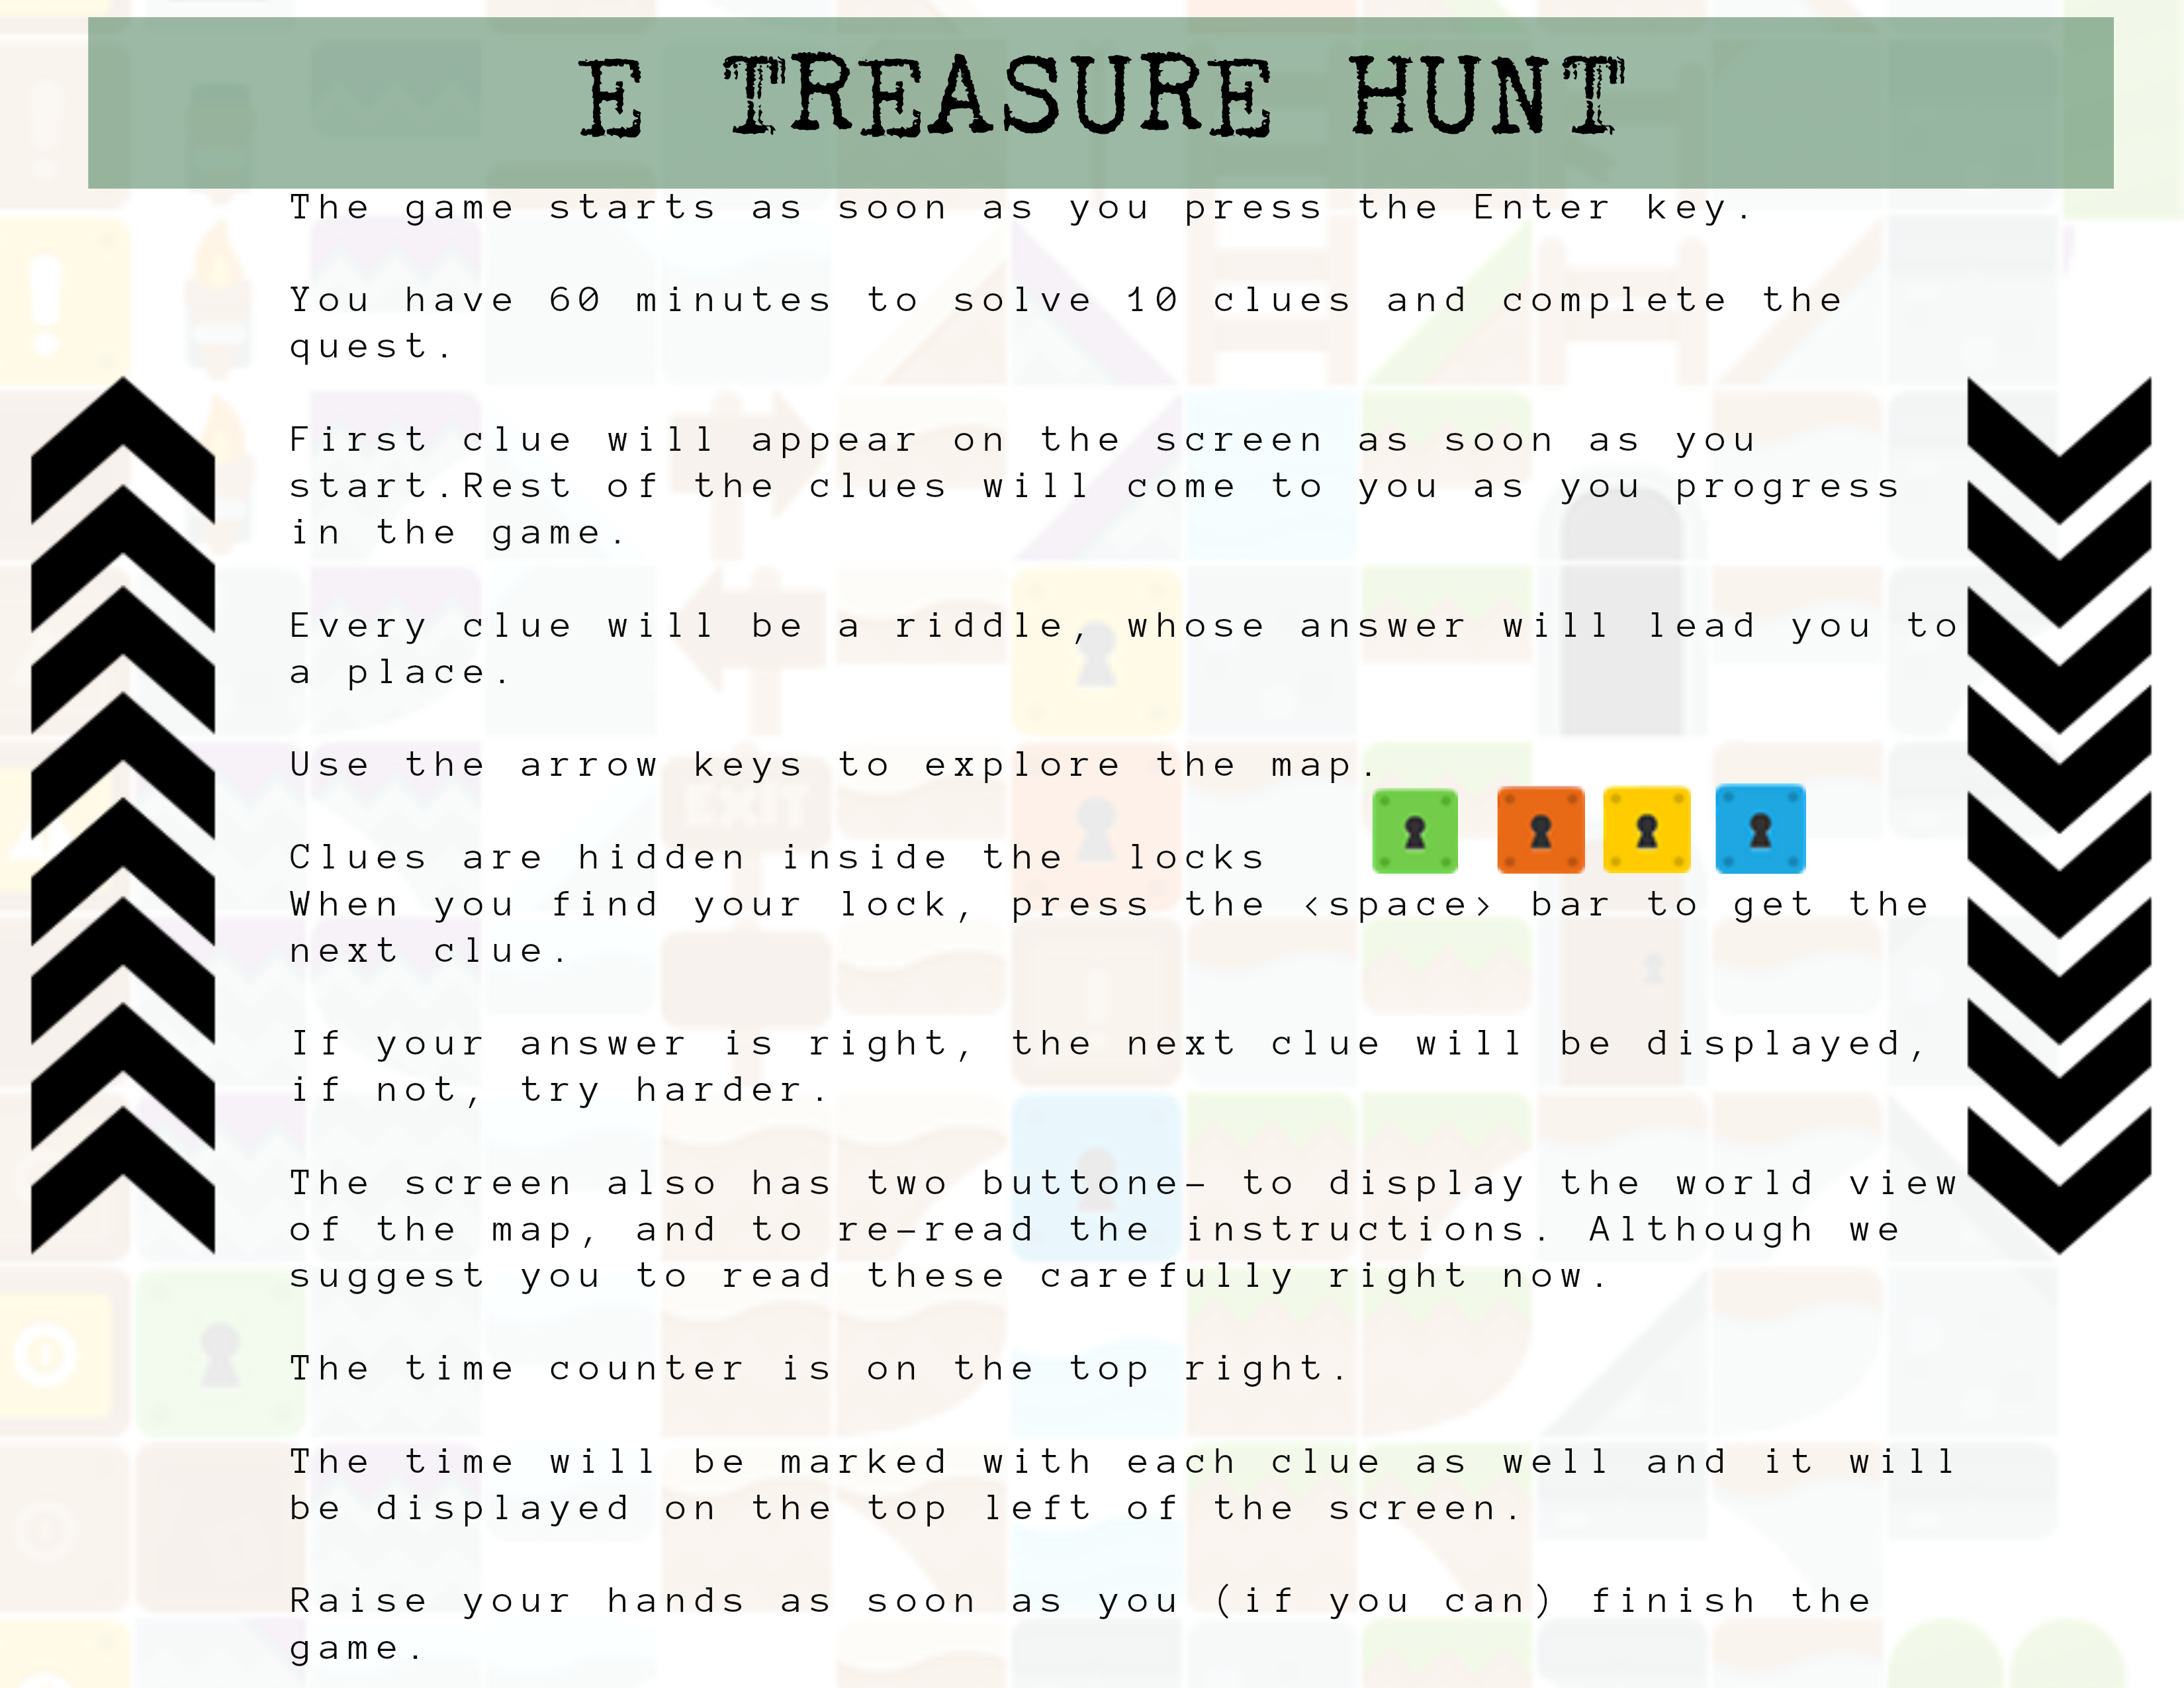 E TREASURE HUNT
The game starts as soon as you press the Enter key.
You have 60 minutes to solve 10 clues and complete the
quest.
First clue will appear on the screen as soon as you
start.Rest of the clues will come to you as you progress
in the game.
Every clue will be a riddle, whose answer will lead you to
a place.
Use the arrow keys to explore the map.
EXIT
Clues are hidden inside the locks
When you find your lock, press the <space> bar to get the
next clue.
If your answer is right, the next clue will be displayed,
if not, try harder.
The screen also has two buttone- to display the world view
of the map, and to re-read the instructions. Although we
suggest you to read these carefully right now.
The time counter is on the top right.
The time will be marked with each clue as well and it will
be displayed on the top left of the screen.
Raise your hands as soon as you (if you can) finish the
game.